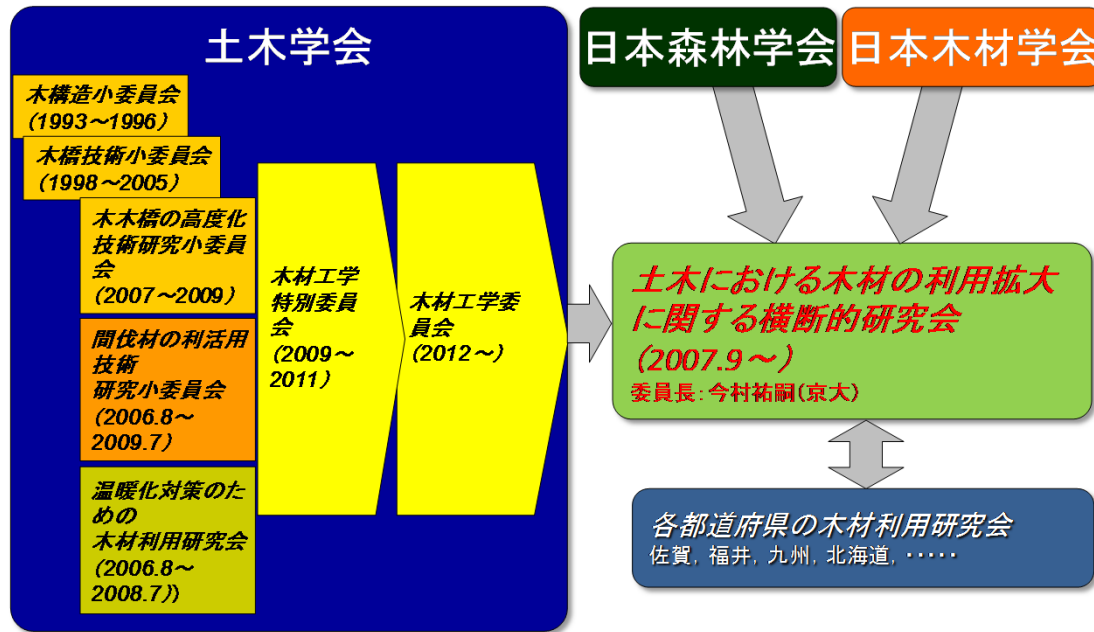 土木学会
木構造小委員会
(1993～1996)
木橋技術小委員会
(1998～2005)
木木橋の高度化
技術研究小委員
会
(2007～2009)
間伐材の利活用
技術
研究小委員会
(2006.8～
2009.7)
温暖化対策のた
めの
木材利用研究会
(2006.8～
2008.7))
木材工学
特別委員
会
(2009～
2011)
木材工学委
員会
(2012～)
日本森林学会
日本木材学会
土木における木材の利用拡大
に関する横断的研究会
(2007.9～)
委員長：今村祐嗣(京大)
各都道府県の木材利用研究会
佐賀，福井，九州，北海道，・・・・・